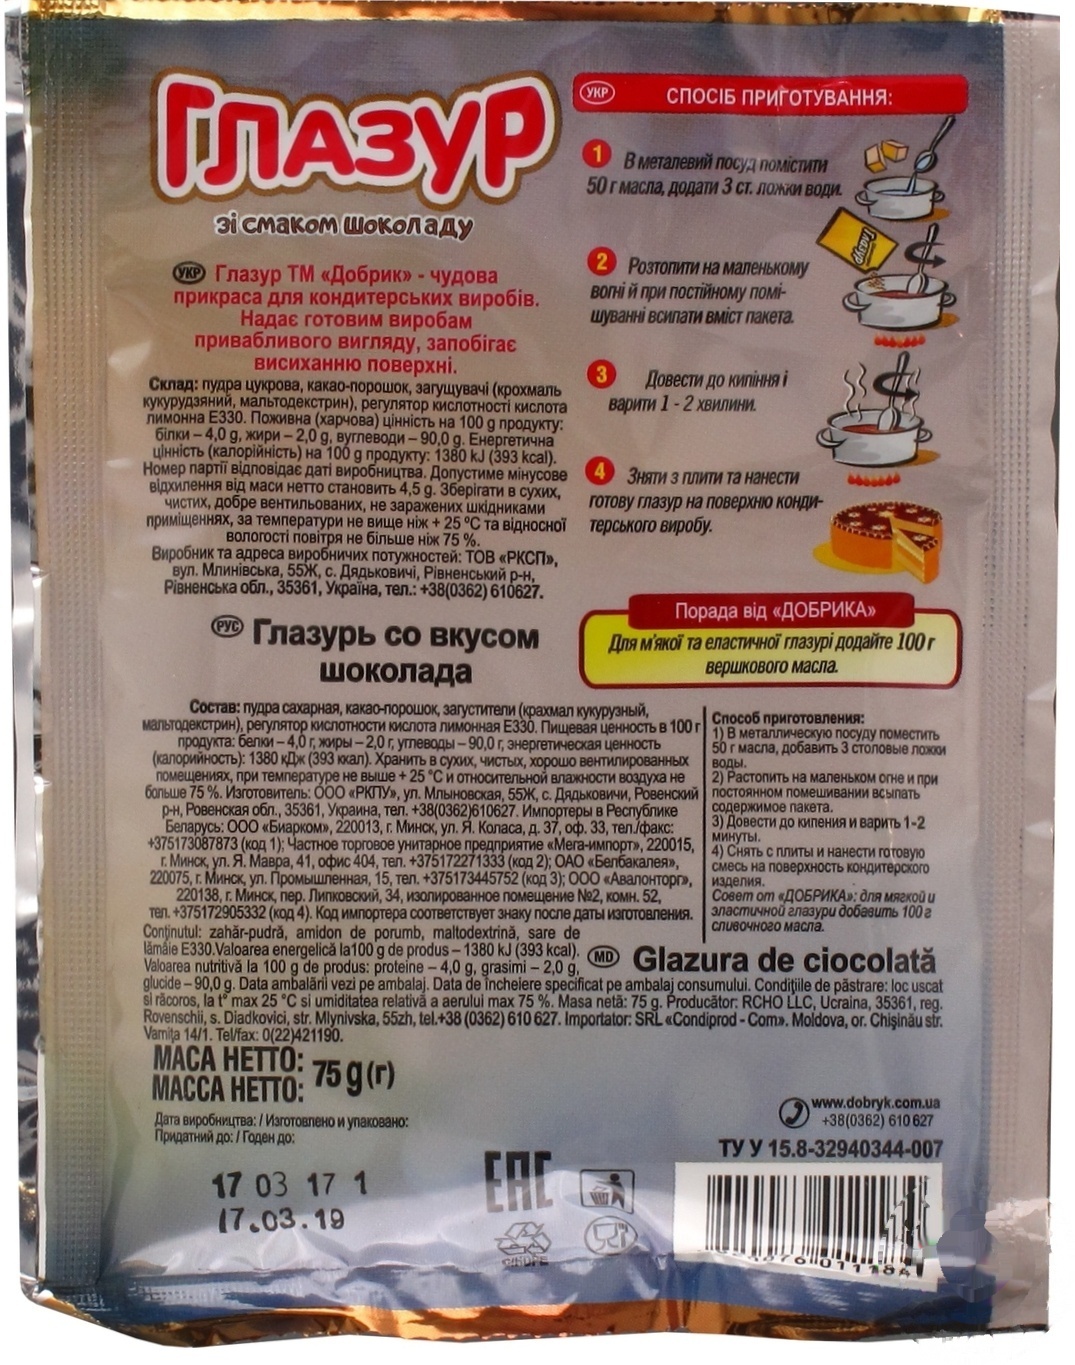 ГЛАЗУР
зі смаком шоколаду
УКР Глазур ТМ «Добрик» - чудова
прикраса для кондитерських виробів.
Надає готовим виробам
привабливого вигляду, запобігає
висиханню поверхні.
Склад: пудра цукрова, какао-порошок, загущувачі (крохмаль
кукурудзяний, мальтодекстрин), регулятор кислотності кислота
лимонна Е330. Поживна (харчова) цінність на 100 g продукту:
білки – 4,0 g, жири – 2,0 g, вуглеводи – 90,0 g. Енергетична
цінність (калорійність) на 100 g продукту: 1380 kJ (393 kcal).
Номер партії відповідає даті виробництва. Допустиме мінусове
відхилення від маси нетто становить 4,5 g. Зберігати в сухих,
чистих, добре вентильованих, не заражених шкідниками
приміщеннях, за температури не вище ніж + 25 °С та відносної
вологості повітря не більше ніж 75 %.
Виробник та адреса виробничих потужностей: ТОВ «РКСП»,
вул. Млинівська, 55Ж, с. Дядьковичі, Рівненський р-н,
Рівненська обл., 35361, Україна, тел.: +38(0362) 610627.
УКР СПОСІБ ПРИГОТУВАННЯ:
1 В металевий посуд помістити
50 г масла, додати 3 ст. ложки води.
Глазур
2 Розтопити на маленькому
вогні й при постійному помі-
шуванні всипати вміст пакета.
3 Довести до кипіння і
варити 1 - 2 хвилини.
4 Зняти з плити та нанести
готову глазур на поверхню конди-
терського виробу.
Порада від «ДОБРИКА»
Для м'якої та еластичної глазурі додайте 100 г
вершкового масла.
РУС Глазурь со вкусом
шоколада
Состав: пудра сахарная, какао-порошок, загустители (крахмал кукурузный,
мальтодекстрин), регулятор кислотности кислота лимонная Е330. Пищевая ценность в 100 г
продукта: белки – 4,0 г, жиры – 2,0 г, углеводы – 90,0 г, энергетическая ценность
(калорийность): 1380 кДж (393 ккал). Хранить в сухих, чистых, хорошо вентилированных
помещениях, при температуре не выше + 25 °С и относительной влажности воздуха не
больше 75 %. Изготовитель: ООО «РКПУ», ул. Млыновская, 55Ж, с. Дядьковичи, Ровенский
р-н, Ровенская обл., 35361, Украина, тел. +38(0362)610627. Импортеры в Республике
Беларусь: ООО «Биарком», 220013, г. Минск, ул. Я. Коласа, д. 37, оф. 33, тел./факс:
+375173087873 (код 1); Частное торговое унитарное предприятие «Мега-импорт», 220015,
г. Минск, ул. Я. Мавра, 41, офис 404, тел. +375172271333 (код 2); ОАО «Белбакалея»,
220075, г. Минск, ул. Промышленная, 15, тел. +375173445752 (код 3); ООО «Авалонторг»,
220138, г. Минск, пер. Липковский, 34, изолированное помещение №2, комн. 52,
тел. +375172905332 (код 4). Код импортера соответствует знаку после даты изготовления.
Способ приготовления:
1) В металлическую посуду поместить
50 г масла, добавить 3 столовые ложки
воды.
2) Растопить на маленьком огне и при
постоянном помешивании всыпать
содержимое пакета.
3) Довести до кипения и варить 1-2
минуты.
4) Снять с плиты и нанести готовую
смесь на поверхность кондитерского
изделия.
Совет от «ДОБРИКА»: для мягкой и
эластичной глазури добавить 100 г
сливочного масла.
MD Glazura de ciocolată
Conținutul: zahăr-pudră, amidon de porumb, maltodextrină, sare de
lămâie E330.Valoarea energelică la100 g de produs – 1380 kJ (393 kcal).
Valoarea nutritivă la 100 g de produs: proteine – 4,0 g, grasimi – 2,0 g,
glucide – 90,0 g. Data ambalării vezi pe ambalaj. Data de încheiere specificat pe ambalaj consumului. Condițiile de păstrare: loc uscat
si răcoros, la t° max 25 °C si umiditatea relativă a aerului max 75 %. Masa netă: 75 g. Producător: RCHO LLC, Ucraina, 35361, reg.
Rovenschii, s. Diadkovici, str. Mlynivska, 55zh, tel.+38 (0362) 610 627. Importator: SRL «Condiprod - Com». Moldova, or. Chișinău str.
Varnița 14/1. Tel/fax: 0(22)421190.
МАСА НЕТТО:
МАССА НЕТТО: 75 g (г)
Дата виробництва: / Изготовлено и упаковано:
Придатний до: / Годен до:
17 03 17 1
17.03.19
www.dobryk.com.ua
+38(0362) 610 627
ТУ У 15.8-32940344-007
ЕАС
C/HDPE